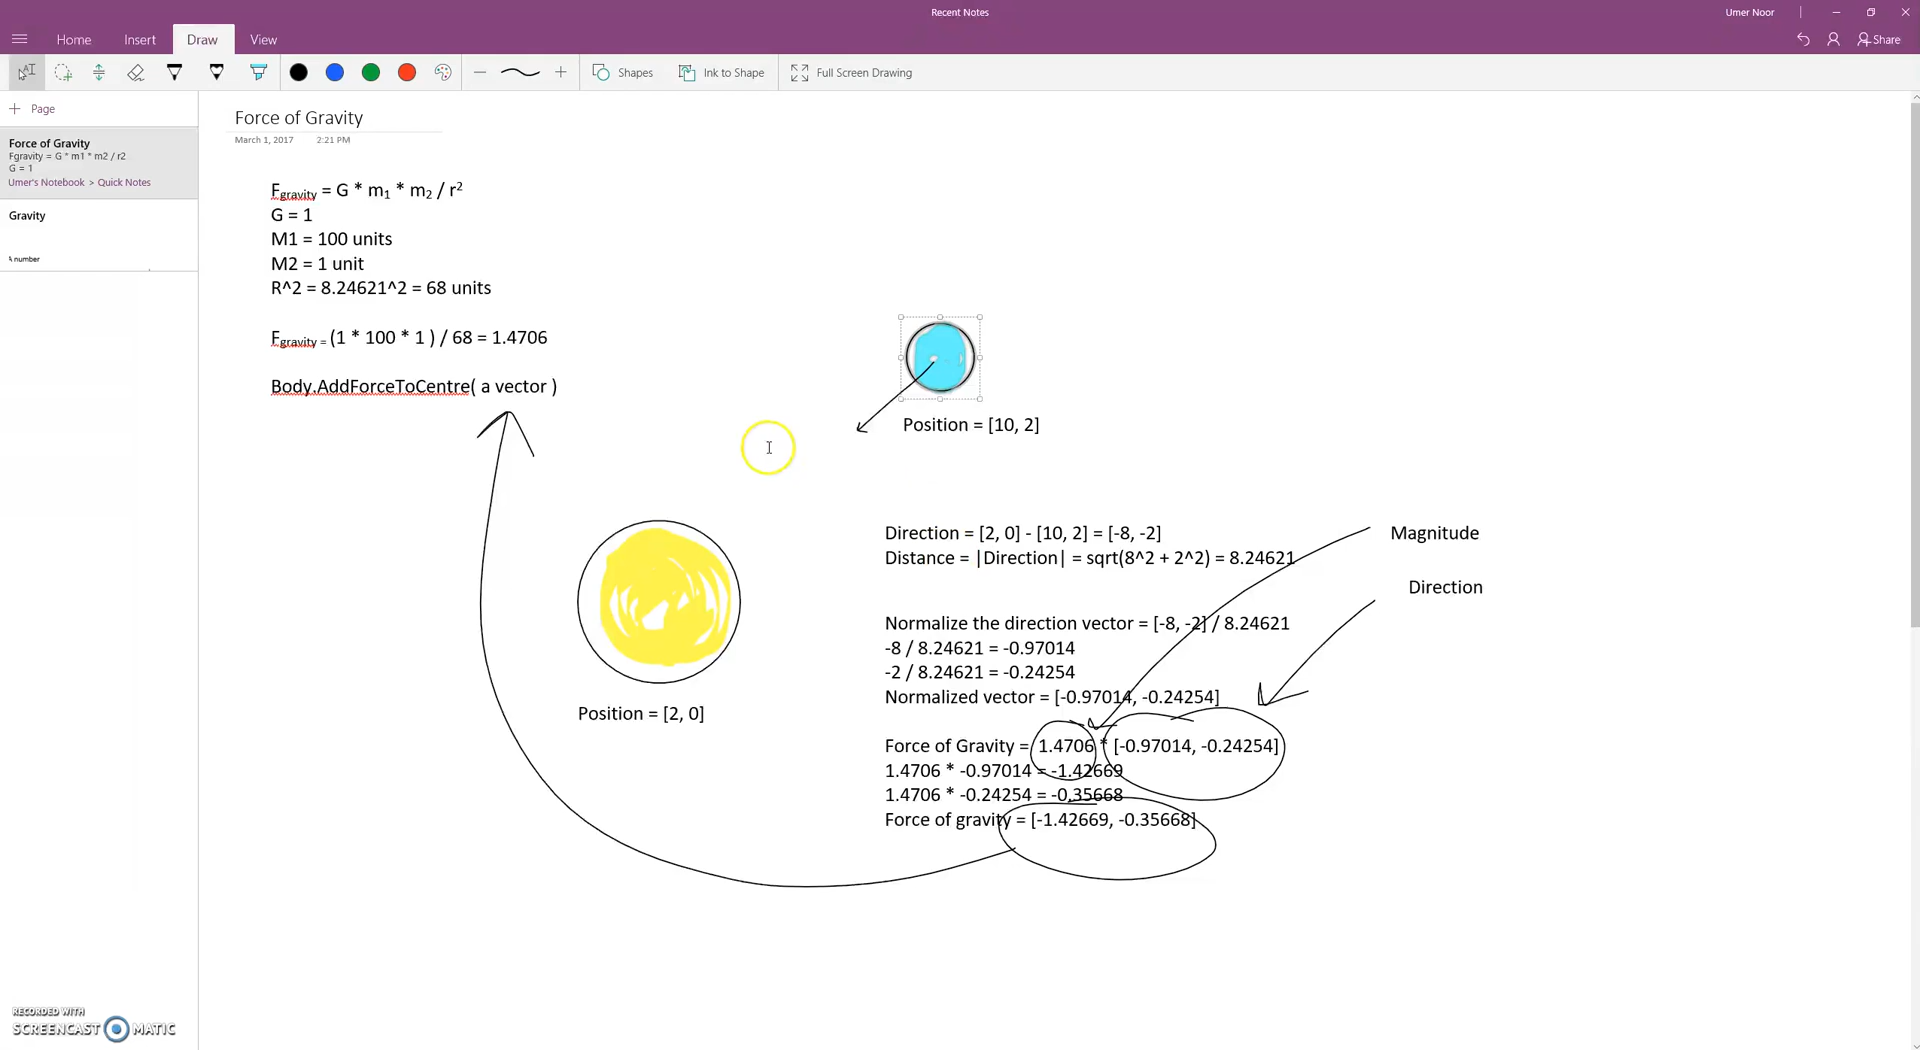 Recent Notes
Umer Noor
Home
Insert
Draw
View
Share
Shapes
Ink to Shape
Full Screen Drawing
Page
Force of Gravity
Fgravity = G * m1 * m2 / r2
G = 1
Umer's Notebook > Quick Notes
Gravity
A number
Force of Gravity
March 1, 2017 2:21 PM
Fgravity = G * m1 * m2 / r2
G = 1
M1 = 100 units
M2 = 1 unit
R^2 = 8.24621^2 = 68 units
Fgravity = (1 * 100 * 1 ) / 68 = 1.4706
Body.AddForceToCentre( a vector )
Position = [10, 2]
Position = [2, 0]
Direction = [2, 0] - [10, 2] = [-8, -2]
Distance = |Direction| = sqrt(8^2 + 2^2) = 8.24621
Magnitude
Direction
Normalize the direction vector = [-8, -2] / 8.24621
-8 / 8.24621 = -0.97014
-2 / 8.24621 = -0.24254
Normalized vector = [-0.97014, -0.24254]
Force of Gravity = 1.4706 * [-0.97014, -0.24254]
1.4706 * -0.97014 = -1.42669
1.4706 * -0.24254 = -0.35668
Force of gravity = [-1.42669, -0.35668]
RECORDED WITH
SCREENCAST MATIC